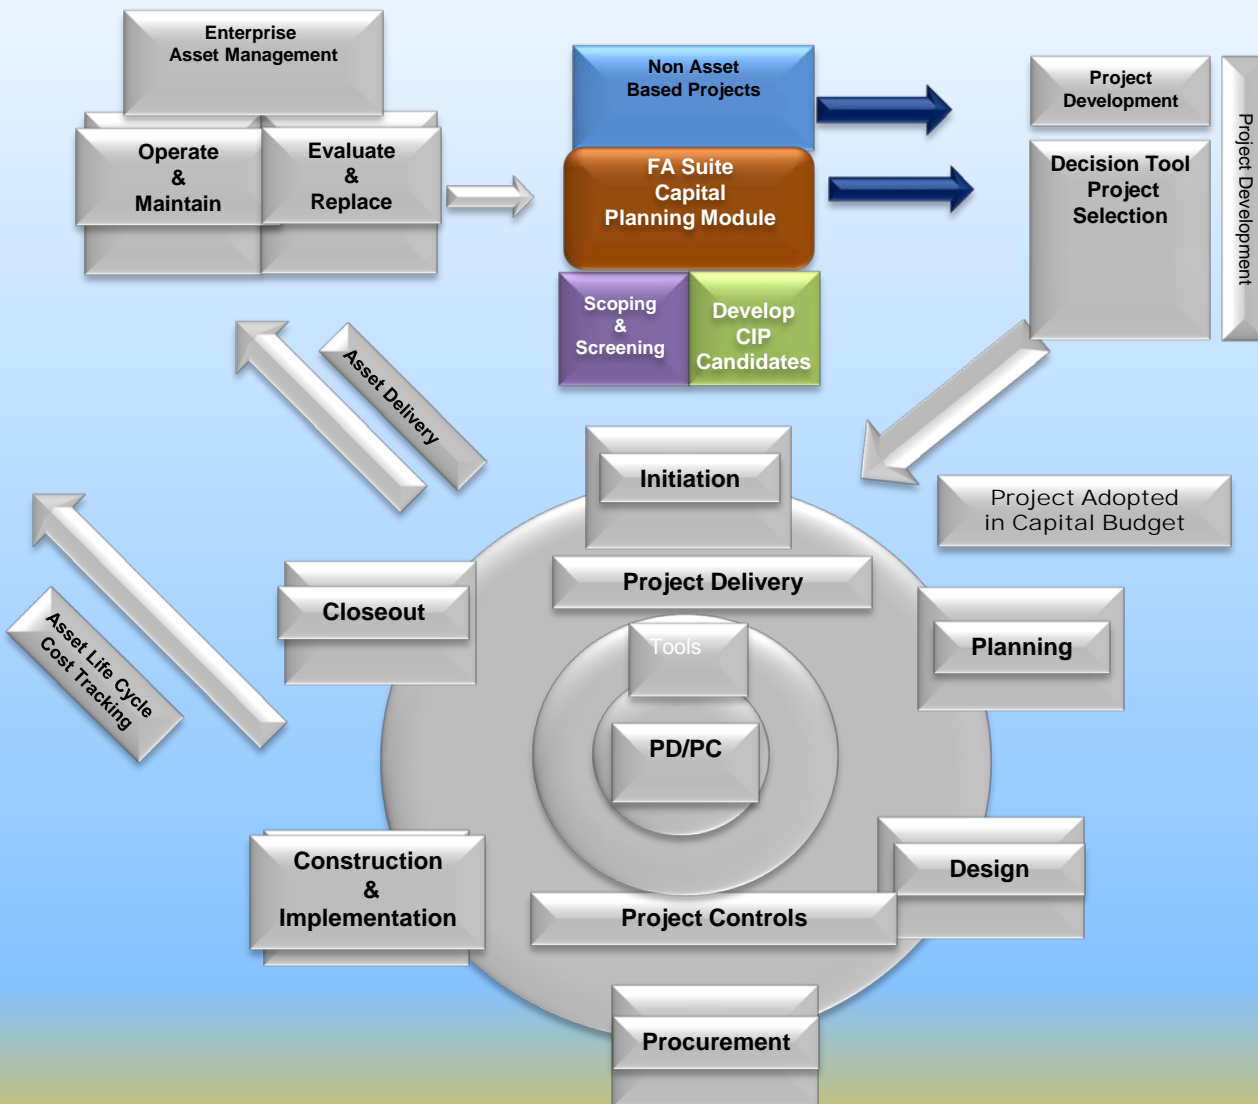 Enterprise
Asset Management
Operate
&
Maintain
Evaluate
&
Replace
Non Asset
Based Projects
FA Suite
Capital
Planning Module
Scoping
&
Screening
Develop
CIP
Candidates
Project
Development
Decision Tool
Project
Selection
Project Development
Asset Delivery
Asset Life Cycle
Cost Tracking
Project Adopted
in Capital Budget
Initiation
Project Delivery
Closeout
Tools
Planning
PD/PC
Construction
&
Implementation
Design
Project Controls
Procurement